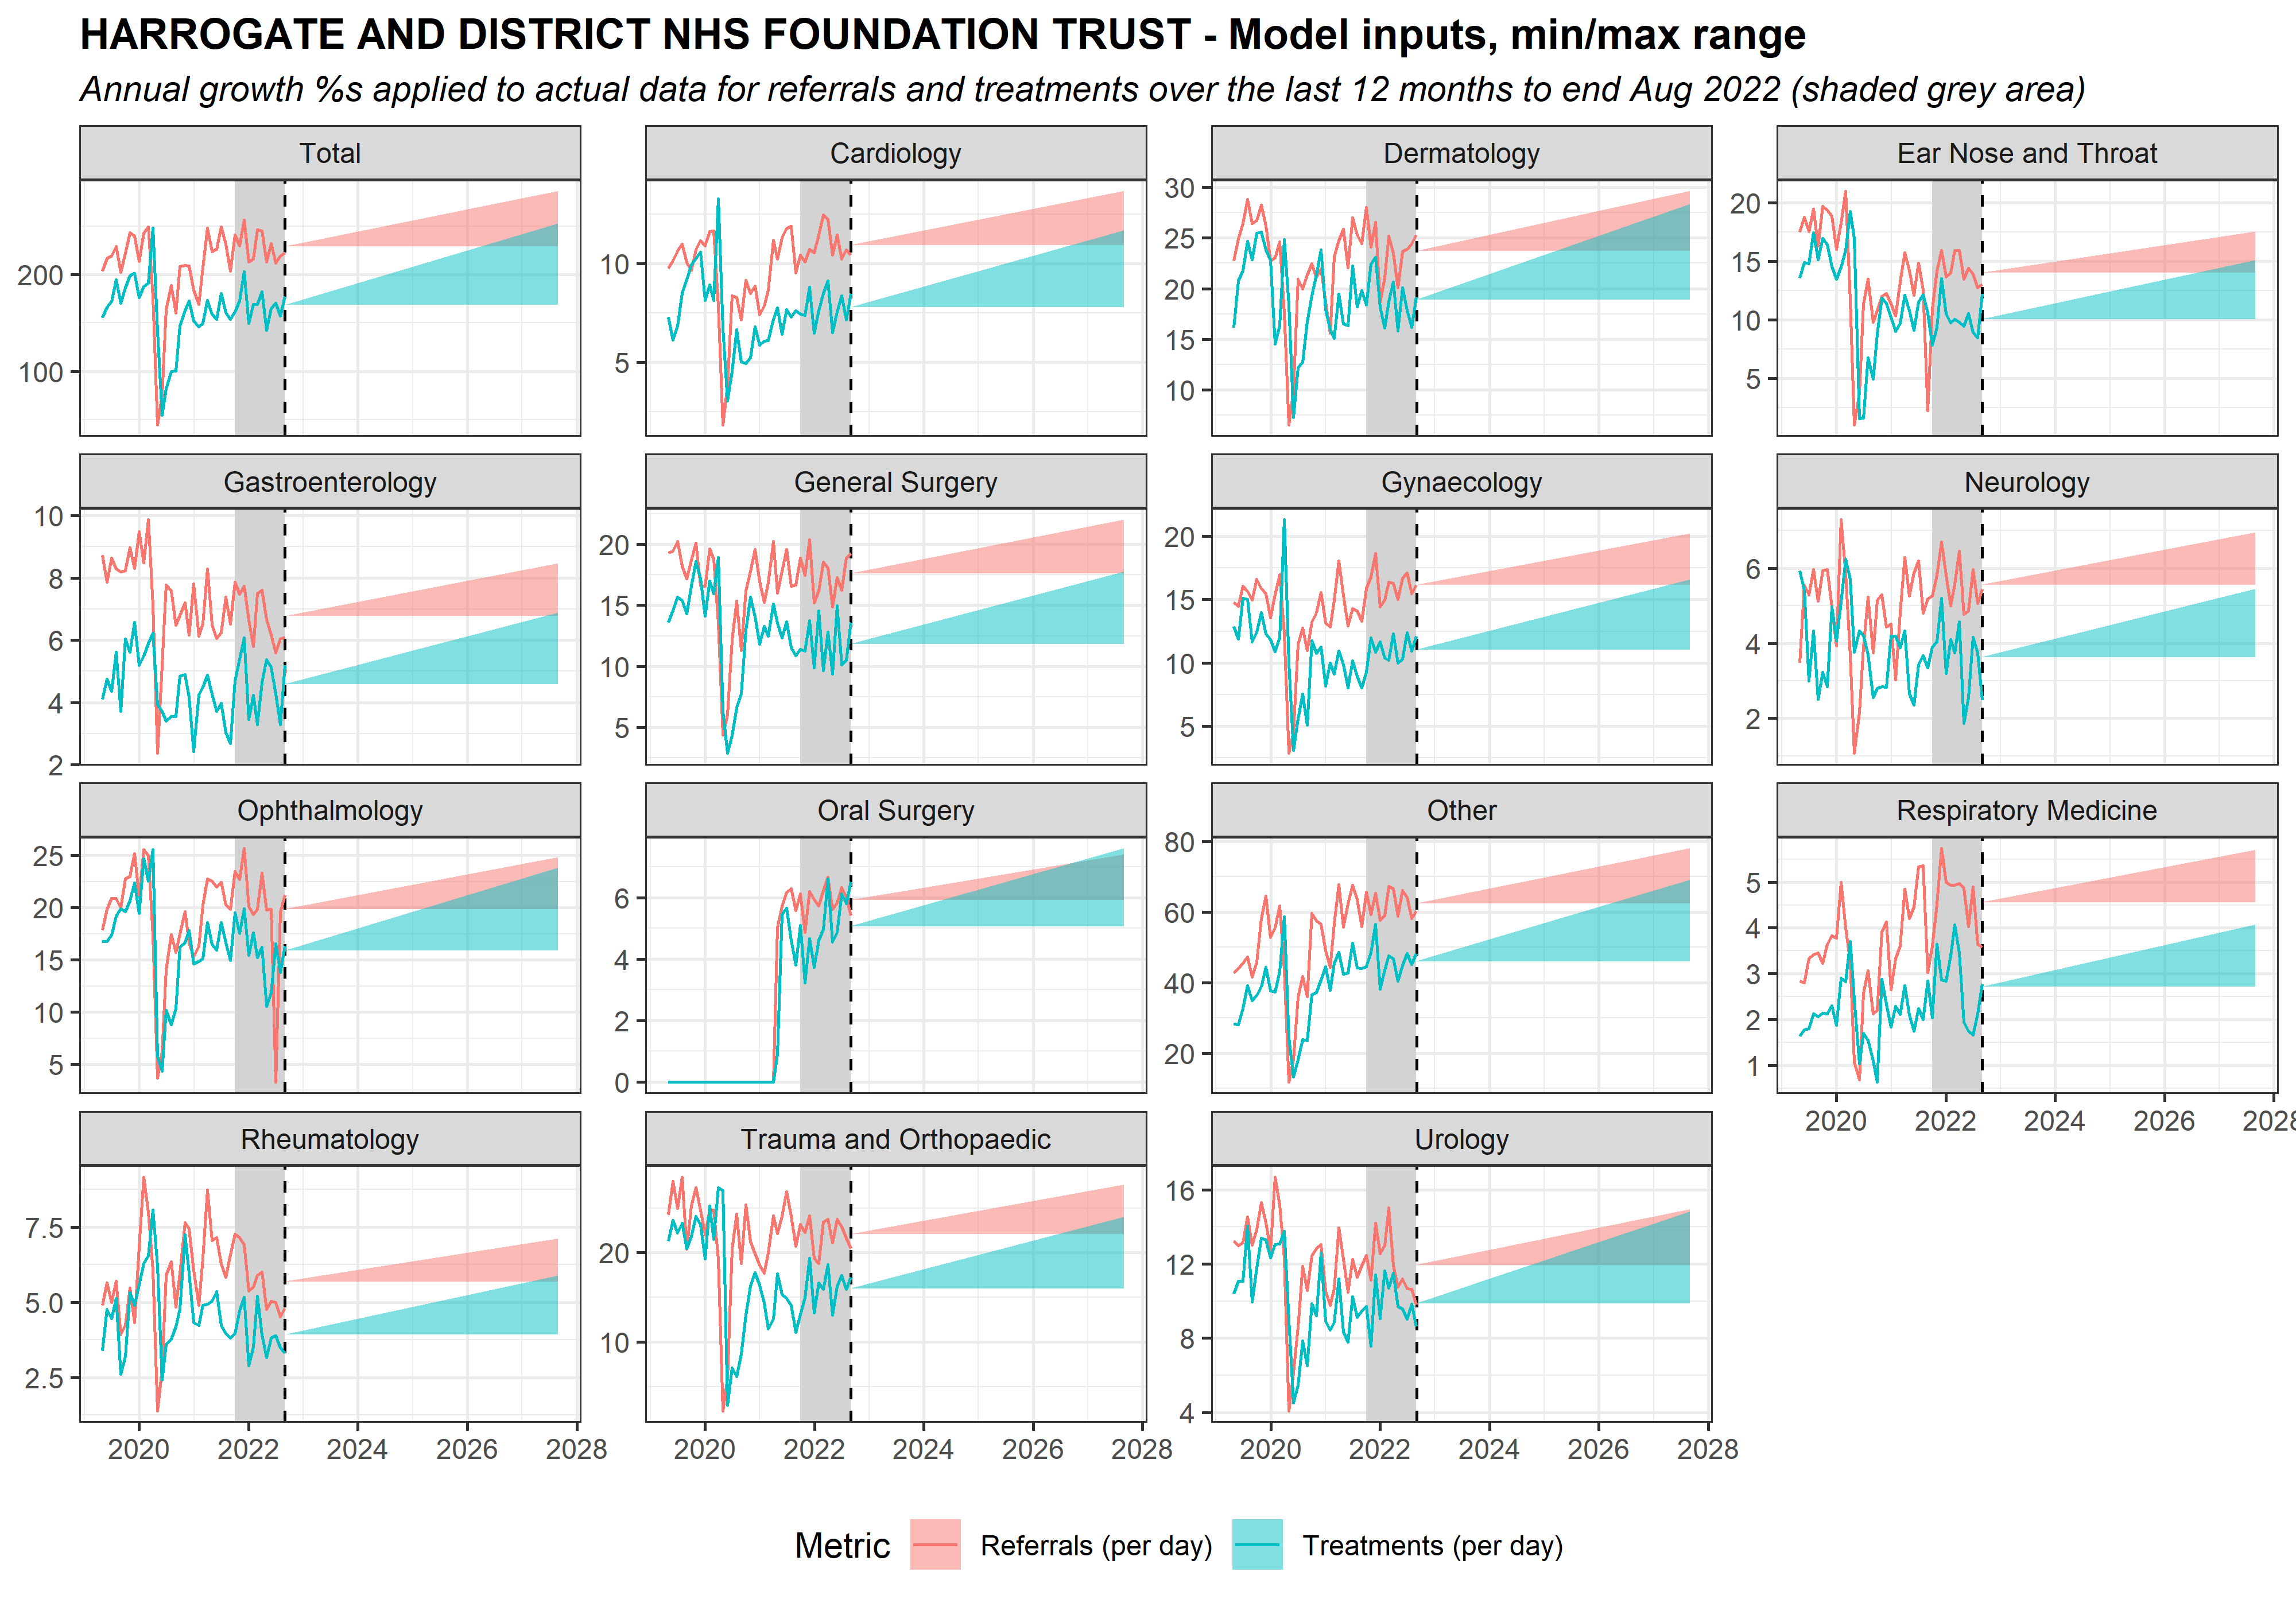 HARROGATE AND DISTRICT NHS FOUNDATION TRUST - Model inputs, min/max range
Annual growth %s applied to actual data for referrals and treatments over the last 12 months to end Aug 2022 (shaded grey area)
Total
Cardiology
Dermatology
Ear Nose and Throat
200
100
10
5
30
25
20
15
10
20
15
10
5
Gastroenterology
General Surgery
Gynaecology
Neurology
10
8
6
4
2
20
15
10
5
20
15
10
5
6
4
2
Ophthalmology
Oral Surgery
Other
Respiratory Medicine
25
20
15
10
5
6
4
2
0
80
60
40
20
5
4
3
2
1
2020 2022 2024 2026 2028
Rheumatology
Trauma and Orthopaedic
Urology
7.5
5.0
2.5
20
10
16
12
8
4
2020 2022 2024 2026 2028
2020 2022 2024 2026 2028
2020 2022 2024 2026 2028
Metric Referrals (per day) Treatments (per day)